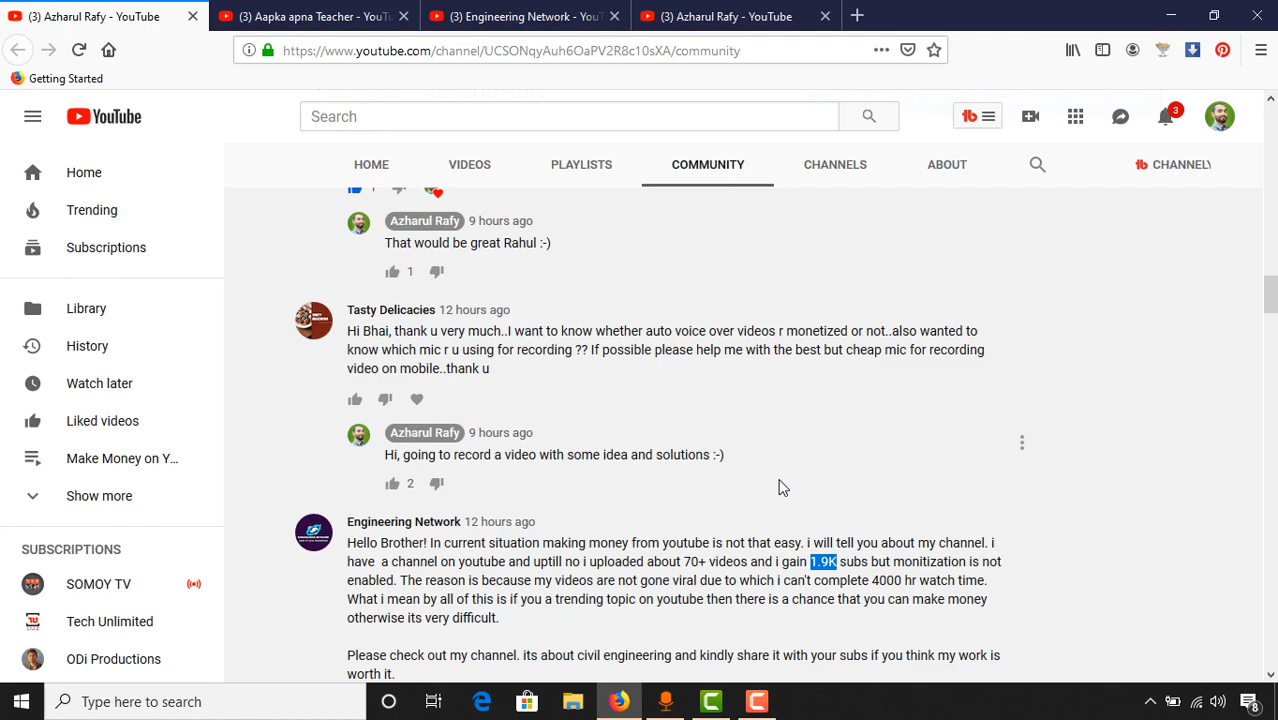 (3) Azharul Rafy - YouTube
(3) Aapka apna Teacher - YouTu
(3) Engineering Network - YouT
(3) Azharul Rafy - YouTube
https://www.youtube.com/channel/UCSONqyAuh6OaPV2R8c10sXA/community
Getting Started
YouTube
Search
tb
3
HOME
VIDEOS
PLAYLISTS
COMMUNITY
CHANNELS
ABOUT
tb CHANNELY
Home
Trending
Subscriptions
Library
History
Watch later
Liked videos
Make Money on Y...
Show more
SUBSCRIPTIONS
SOMOY TV
Tech Unlimited
ODi Productions
1
Azharul Rafy 9 hours ago
That would be great Rahul :-)
1
Tasty Delicacies 12 hours ago
Hi Bhai, thank u very much..I want to know whether auto voice over videos r monetized or not..also wanted to
know which mic r u using for recording ?? If possible please help me with the best but cheap mic for recording
video on mobile..thank u
Azharul Rafy 9 hours ago
Hi, going to record a video with some idea and solutions :-)
2
Engineering Network 12 hours ago
Hello Brother! In current situation making money from youtube is not that easy. i will tell you about my channel. i
have a channel on youtube and uptill no i uploaded about 70+ videos and i gain 1.9K subs but monitization is not
enabled. The reason is because my videos are not gone viral due to which i can't complete 4000 hr watch time.
What i mean by all of this is if you a trending topic on youtube then there is a chance that you can make money
otherwise its very difficult.
Please check out my channel. its about civil engineering and kindly share it with your subs if you think my work is
worth it.
Type here to search
8